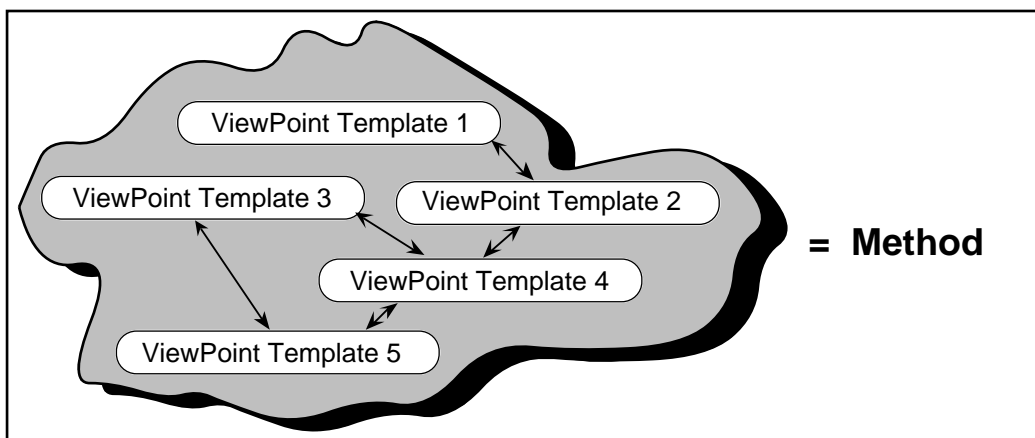 ViewPoint Template 1
ViewPoint Template 3
ViewPoint Template 2
= Method
ViewPoint Template 4
ViewPoint Template 5